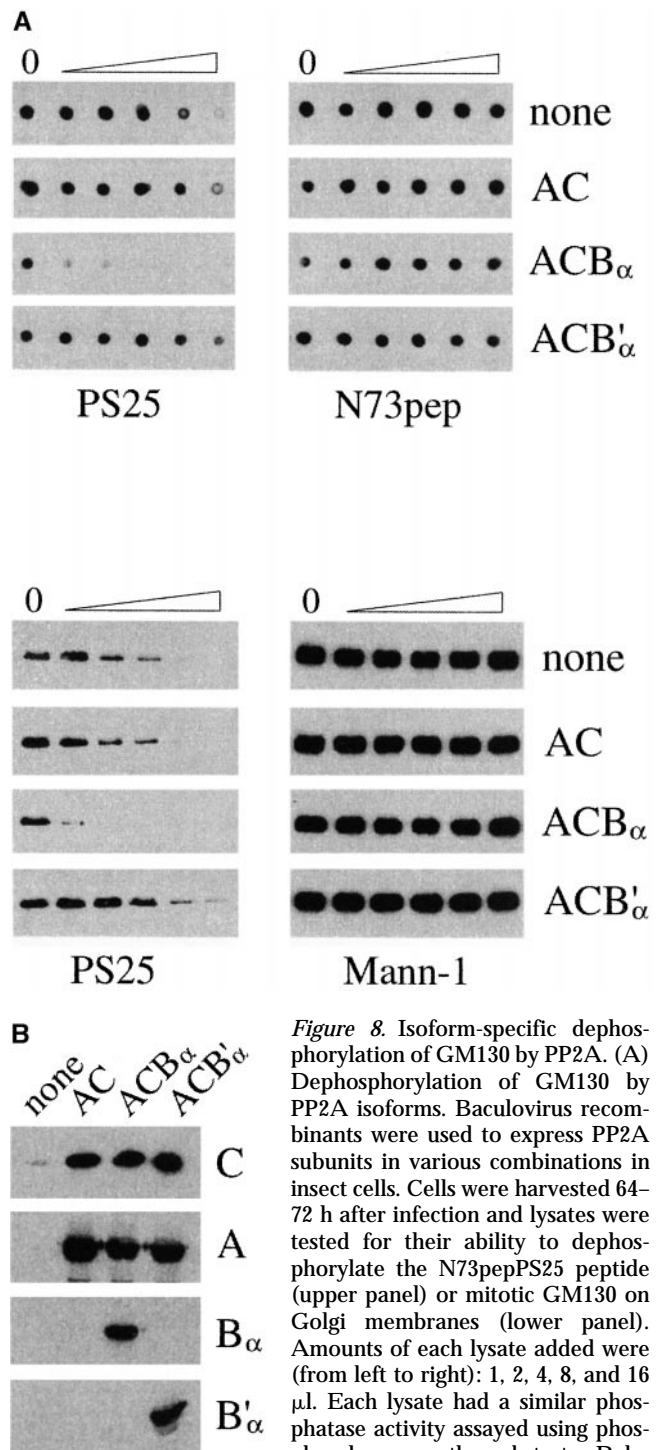 A
0 0
none
AC
ACBα
ACB'α
PS25 N73pep
0 0
none
AC
ACBα
ACB'α
PS25 Mann-1
B
none AC ACBα ACB'α
C
A
Bα
B'α
Figure 8. Isoform-specific dephos-
phorylation of GM130 by PP2A. (A)
Dephosphorylation of GM130 by
PP2A isoforms. Baculovirus recom-
binants were used to express PP2A
subunits in various combinations in
insect cells. Cells were harvested 64–
72 h after infection and lysates were
tested for their ability to dephos-
phorylate the N73pepPS25 peptide
(upper panel) or mitotic GM130 on
Golgi membranes (lower panel).
Amounts of each lysate added were
(from left to right): 1, 2, 4, 8, and 16
μl. Each lysate had a similar phos-
phatase activity assayed using phos-